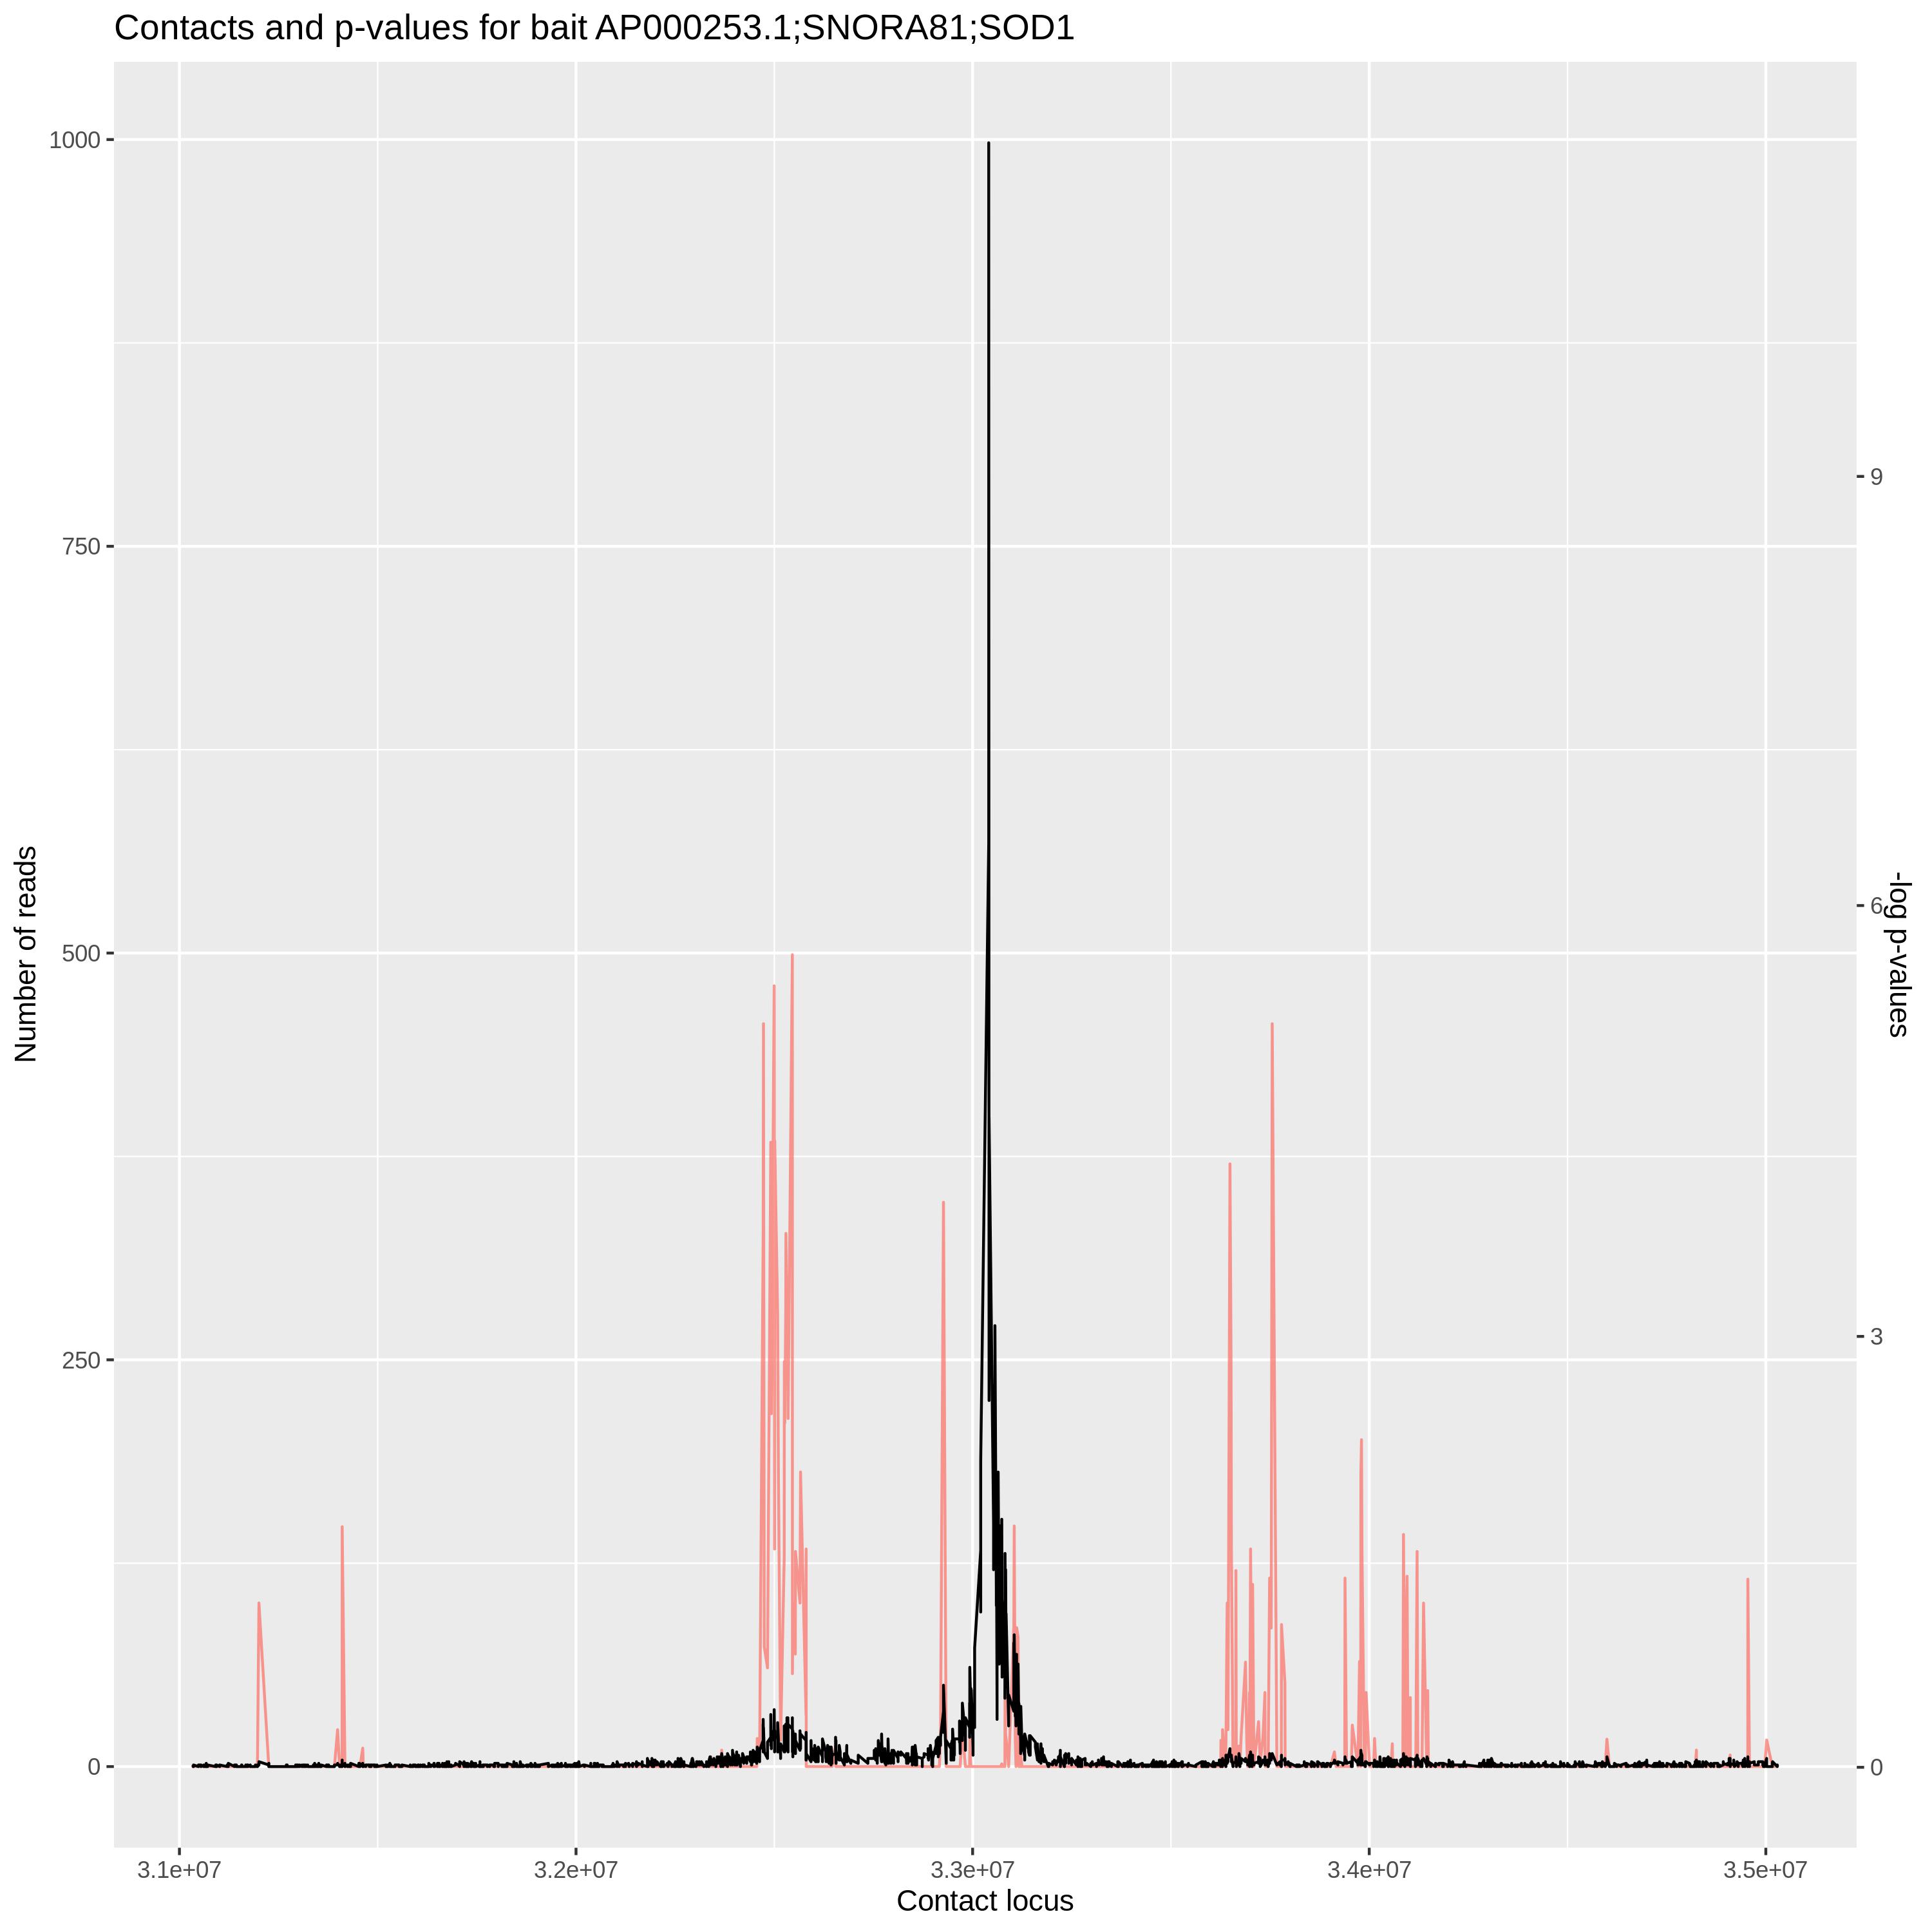 Contacts and p-values for bait AP000253.1;SNORA81;SOD1
1000
750
500
250
0
Number of reads
9
6
3
0
-log p-values
3.1e+07
3.2e+07
3.3e+07
3.4e+07
3.5e+07
Contact locus